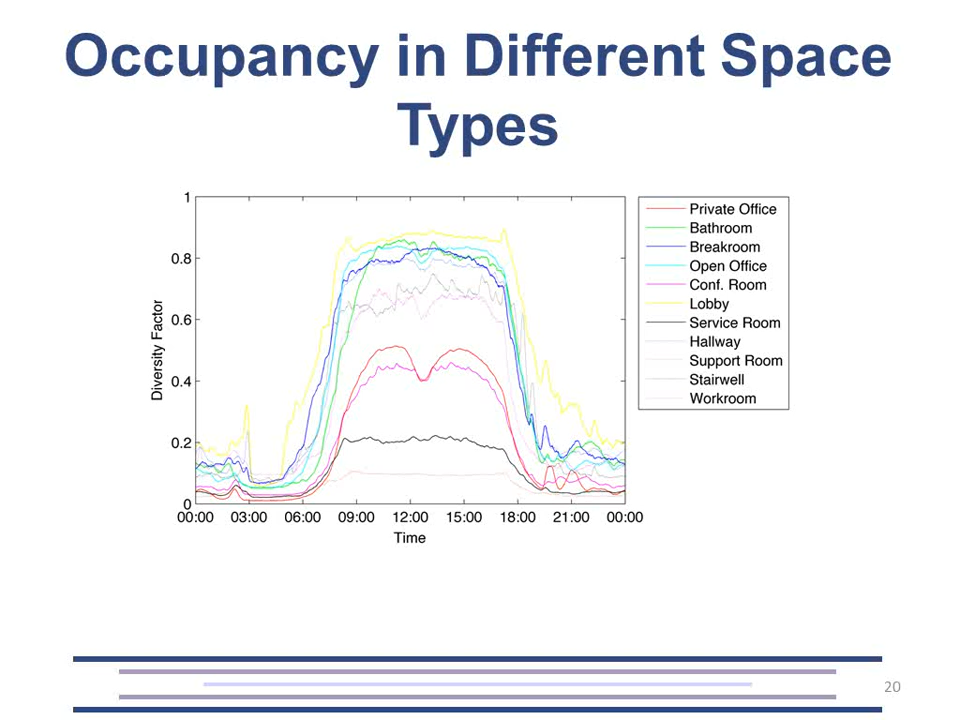 Occupancy in Different Space
Types
Diversity Factor
1
0.8
0.6
0.4
0.2
0
00:00 03:00 06:00 09:00 12:00 15:00 18:00 21:00 00:00
Time
Private Office
Bathroom
Breakroom
Open Office
Conf. Room
Lobby
Service Room
Hallway
Support Room
Stairwell
Workroom
20